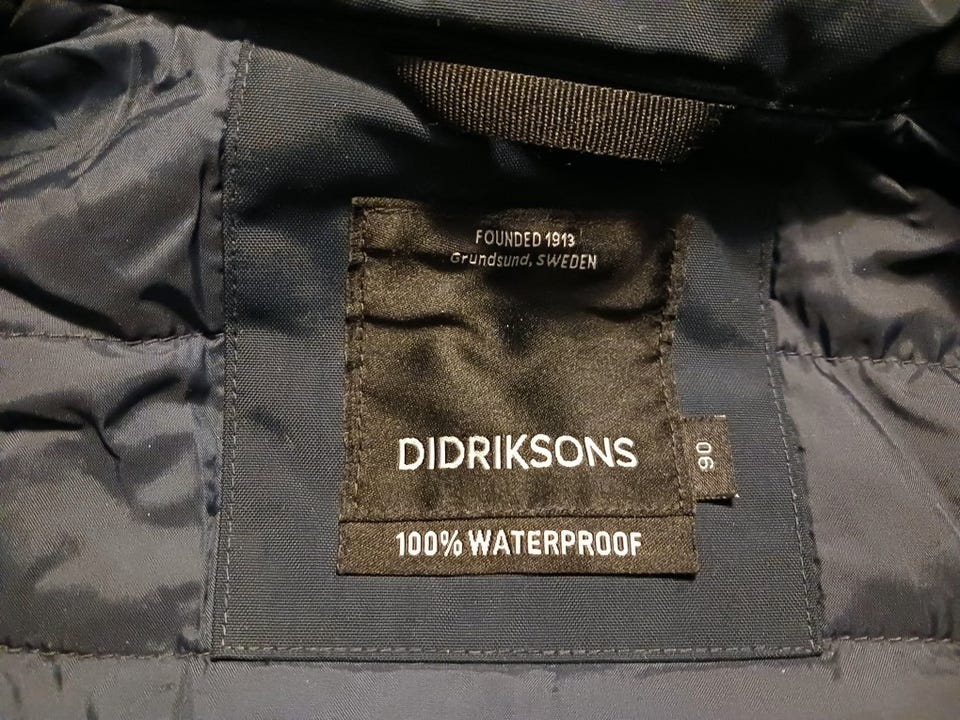 FOUNDED 1913
Grundsund, SWEDEN
DIDRIKSONS
90
100% WATERPROOF